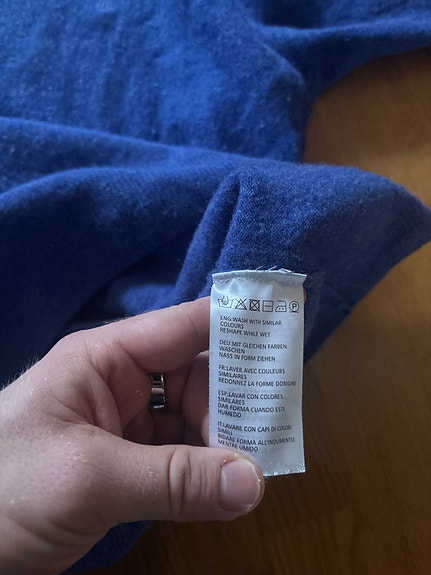 ENG:WASH WITH SIMILAR
COLOURS
RESHAPE WHILE WET
DEU:MIT GLEICHEN FARBEN
WASCHEN
NASS IN FORM ZIEHEN
FR:LAVER AVEC COULEURS
SIMILAIRES
REDONNEZ LA FORME DORIGINE
ESP:LAVAR CON COLORES
SIMILARES
DAR FORMA CUANDO ESTE
HUMEDO
IT:LAVARE CON CAPI DI COLORI
SIMILI
RIDARE FORMA ALL'INDUMENTO
MENTRE UMIDO